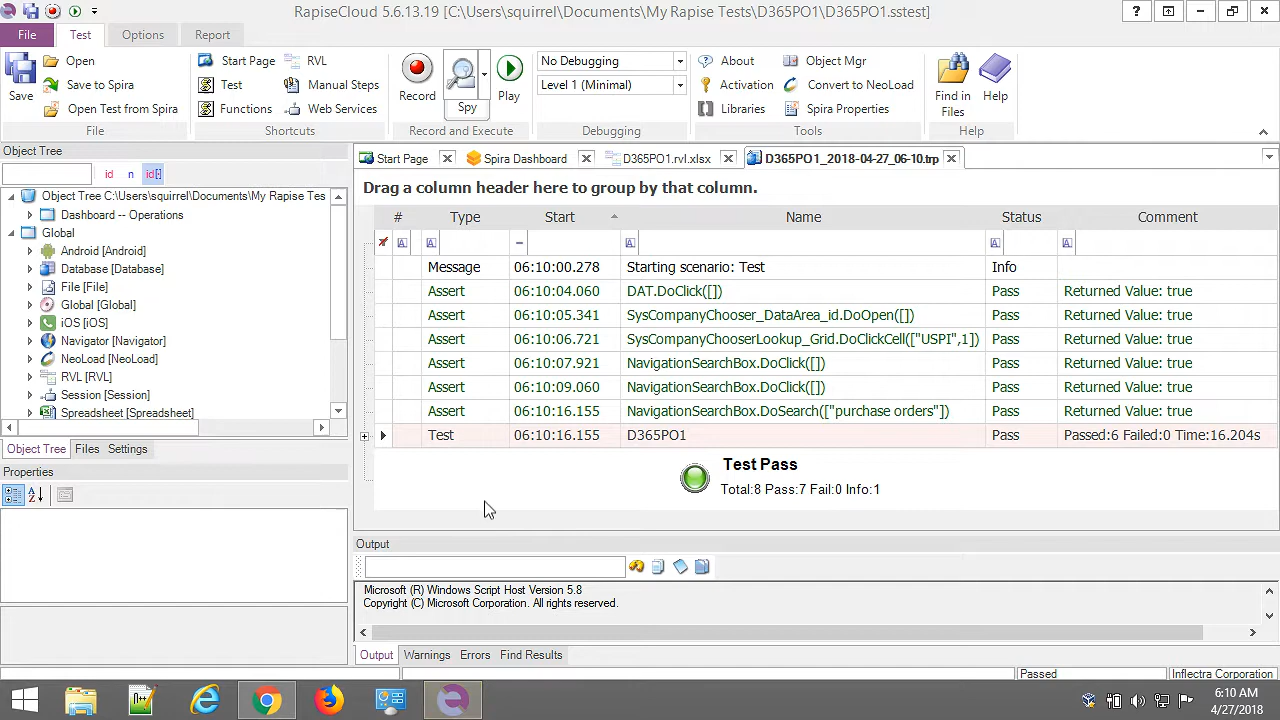 RapiseCloud 5.6.13.19 [C:\Users\squirrel\Documents\My Rapise Test\D365PO1\D365PO1.sstest]
File Test Options Report
Save
Open
Save to Spira
Open Test from Spira
File
Start Page
Test
Functions
RVL
Manual Steps
Web Services
Shortcuts
Record
Spy
Play
Record and Execute
No Debugging
Level 1 (Minimal)
Debugging
About
Activation
Libraries
Object Mgr
Convert to NeoLoad
Spira Properties
Tools
Find in
Files
Help
Help
Object Tree
id n id[·]
Object Tree C:\Users\squirrel\Documents\My Rapise Tes
Dashboard -- Operations
Global
Android [Android]
Database [Database]
File [File]
Global [Global]
iOS [iOS]
Navigator [Navigator]
NeoLoad [NeoLoad]
RVL [RVL]
Session [Session]
Spreadsheet [Spreadsheet]
Object Tree Files Settings
Properties
Start Page Spira Dashboard D365PO1.rvl.xlsx D365PO1_2018-04-27_06-10.trp
Drag a column header here to group by that column.
# Type Start Name Status Comment
Message 06:10:00.278 Starting scenario: Test Info
Assert 06:10:04.060 DAT.DoClick([]) Pass Returned Value: true
Assert 06:10:05.341 SysCompanyChooser_DataArea_id.DoOpen([]) Pass Returned Value: true
Assert 06:10:06.721 SysCompanyChooserLookup_Grid.DoClickCell(["USPI",1]) Pass Returned Value: true
Assert 06:10:07.921 NavigationSearchBox.DoClick([]) Pass Returned Value: true
Assert 06:10:09.060 NavigationSearchBox.DoClick([]) Pass Returned Value: true
Assert 06:10:16.155 NavigationSearchBox.DoSearch(["purchase orders"]) Pass Returned Value: true
Test 06:10:16.155 D365PO1 Pass Passed:6 Failed:0 Time:16.204s
Test Pass
Total:8 Pass:7 Fail:0 Info:1
Output
Microsoft (R) Windows Script Host Version 5.8
Copyright (C) Microsoft Corporation. All rights reserved.
Output Warnings Errors Find Results
Passed Inflectra Corporation
6:10 AM
4/27/2018